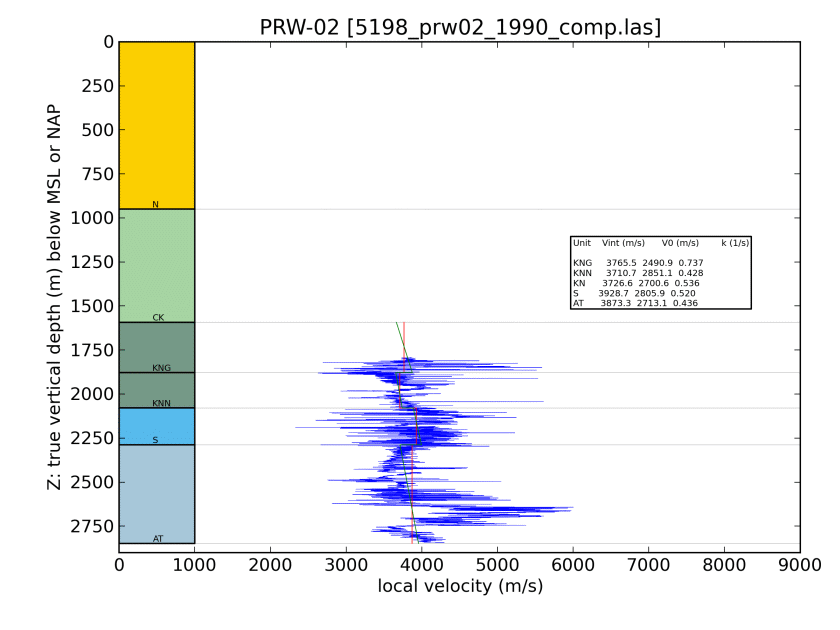 PRW-02 [5198_prw02_1990_comp.las]
Z: true vertical depth (m) below MSL or NAP
0
250
500
750
1000
1250
1500
1750
2000
2250
2500
2750
N
CK
KNG
KNN
S
AT
Unit Vint (m/s) V0 (m/s) k (1/s)
KNG 3765.5 2490.9 0.737
KNN 3710.7 2851.1 0.428
KN 3726.6 2700.6 0.536
S 3928.7 2805.9 0.520
AT 3873.3 2713.1 0.436
0 1000 2000 3000 4000 5000 6000 7000 8000 9000
local velocity (m/s)